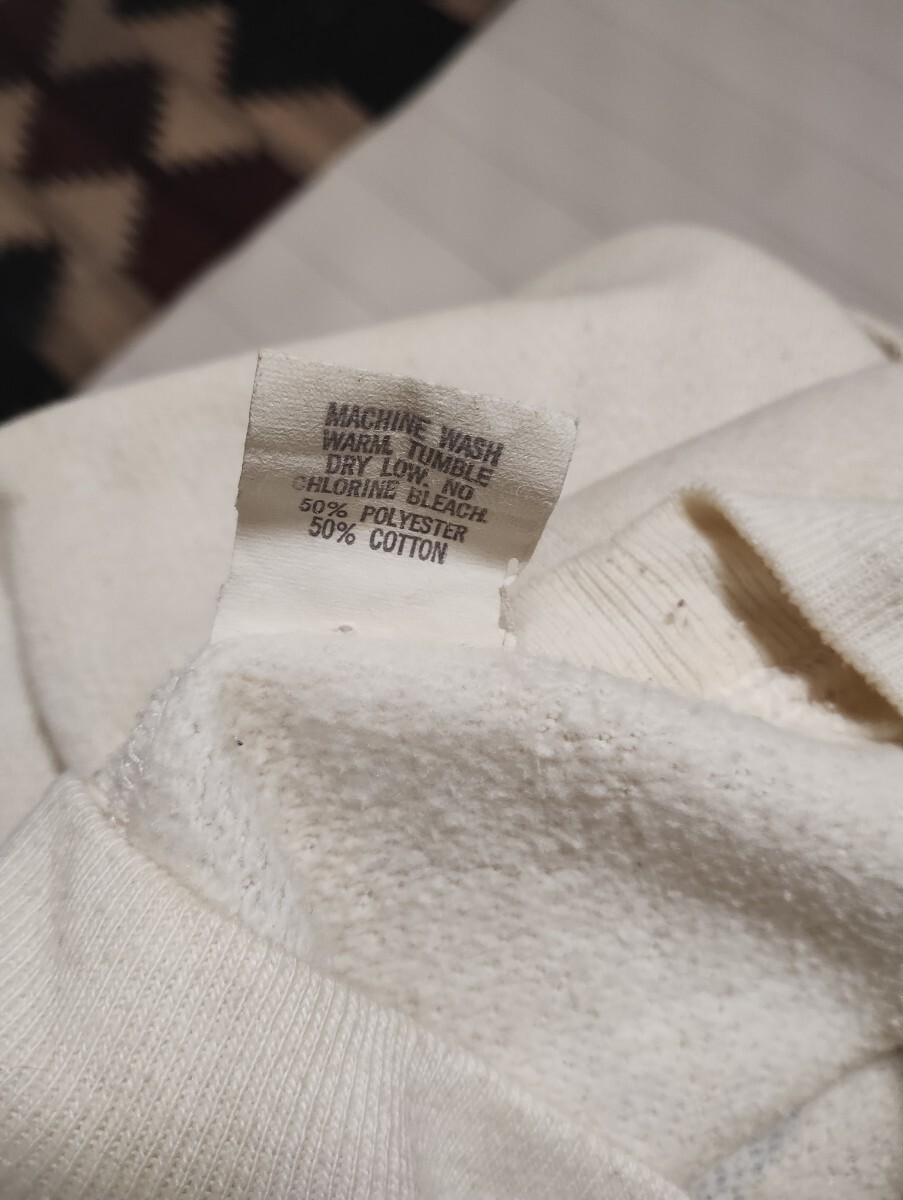 MACHINE WASH
WARM, TUMBLE
DRY LOW. NO
CHLORINE BLEACH.
50% POLYESTER
50% COTTON